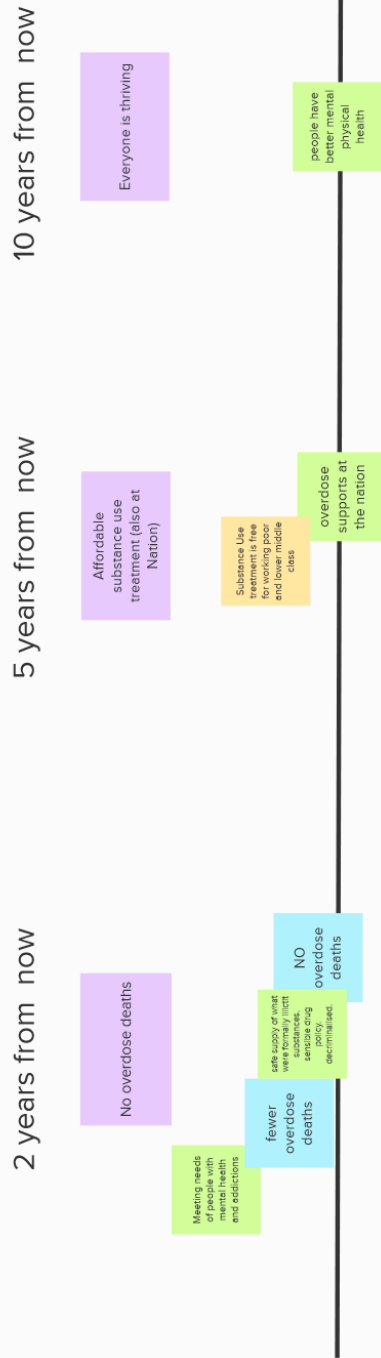 2 years from now
5 years from now
10 years from now
No overdose deaths
Affordable
substance use
treatment (also at
Nation)
Everyone is thriving
Meeting needs
of people with
mental health
and addictions
fewer
overdose
deaths
safe supply of what
were formally illictit
substances.
sensible drug
policy.
decriminalised.
NO
overdose
deaths
Substance Use
treatment is free
for working poor
and lower middle
class
overdose
supports at
the nation
people have
better mental
physical
health